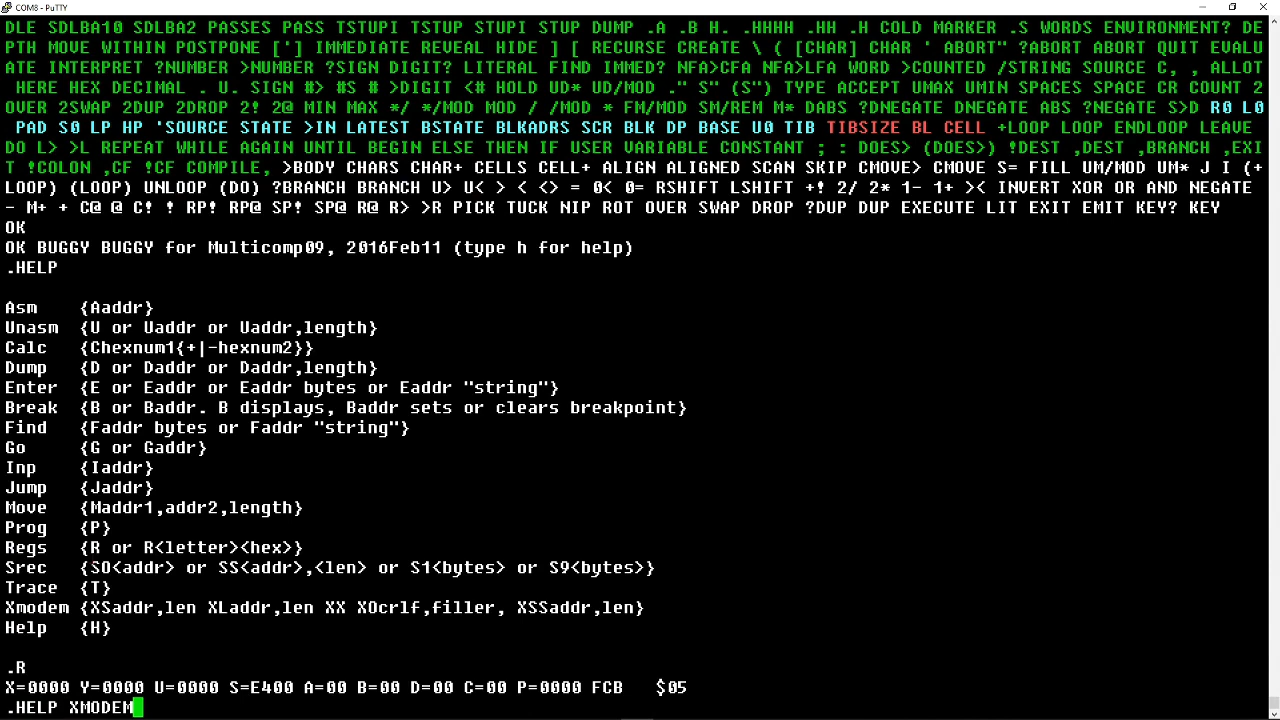 COM8 - PuTTY
DLE SDLBA10 SDLBA2 PASSES PASS TSTUPI TSTUP STUPI STUP DUMP .A .B H. .HHHH .HH .H COLD MARKER .S WORDS ENVIRONMENT? DE
PTH MOVE WITHIN POSTPONE ['] IMMEDIATE REVEAL HIDE ] [ RECURSE CREATE \ ( [CHAR] CHAR ' ABORT" ?ABORT ABORT QUIT EVALU
ATE INTERPRET ?NUMBER >NUMBER ?SIGN DIGIT? LITERAL FIND IMMED? NFA>CFA NFA>LFA WORD >COUNTED /STRING SOURCE C, , ALLOT
HERE HEX DECIMAL . U. SIGN #> #S # >DIGIT <# HOLD UD* UD/MOD ." S" (S") TYPE ACCEPT UMAX UMIN SPACES SPACE CR COUNT 2
OVER 2SWAP 2DUP 2DROP 2! 2@ MIN MAX */ */MOD MOD / /MOD * FM/MOD SM/REM M* DABS ?DNEGATE DNEGATE ABS ?NEGATE S>D R0 L0
PAD S0 LP HP 'SOURCE STATE >IN LATEST BSTATE BLKADRS SCR BLK DP BASE U0 TIB TIBSIZE BL CELL +LOOP LOOP ENDLOOP LEAVE
DO L> >L REPEAT WHILE AGAIN UNTIL BEGIN ELSE THEN IF USER VARIABLE CONSTANT ; : DOES> (DOES>) !DEST ,DEST ,BRANCH ,EXI
T !COLON ,CF !CF COMPILE, >BODY CHARS CHAR+ CELLS CELL+ ALIGN ALIGNED SCAN SKIP CMOVE> CMOVE S= FILL UM/MOD UM* J I (+
LOOP) (LOOP) UNLOOP (DO) ?BRANCH BRANCH U> U< > < <> = 0< 0= RSHIFT LSHIFT +! 2/ 2* 1- 1+ >< INVERT XOR OR AND NEGATE
- M+ + C@ @ C! ! RP! RP@ SP! SP@ R@ R> >R PICK TUCK NIP ROT OVER SWAP DROP ?DUP DUP EXECUTE LIT EXIT EMIT KEY? KEY
OK
OK BUGGY BUGGY for Multicomp09, 2016Feb11 (type h for help)
.HELP
Asm {Aaddr}
Unasm {U or Uaddr or Uaddr,length}
Calc {Chexnum1{+|-hexnum2}}
Dump {D or Daddr or Daddr,length}
Enter {E or Eaddr or Eaddr bytes or Eaddr "string"}
Break {B or Baddr. B displays, Baddr sets or clears breakpoint}
Find {Faddr bytes or Faddr "string"}
Go {G or Gaddr}
Inp {Iaddr}
Jump {Jaddr}
Move {Maddr1,addr2,length}
Prog {P}
Regs {R or R<letter><hex>}
Srec {SO<addr> or SS<addr>,<len> or S1<bytes> or S9<bytes>}
Trace {T}
Xmodem {XSaddr,len XLaddr,len XX XOcrlf,filler, XSSaddr,len}
Help {H}
.R
X=0000 Y=0000 U=0000 S=E400 A=00 B=00 D=00 C=00 P=0000 FCB $05
.HELP XMODEM